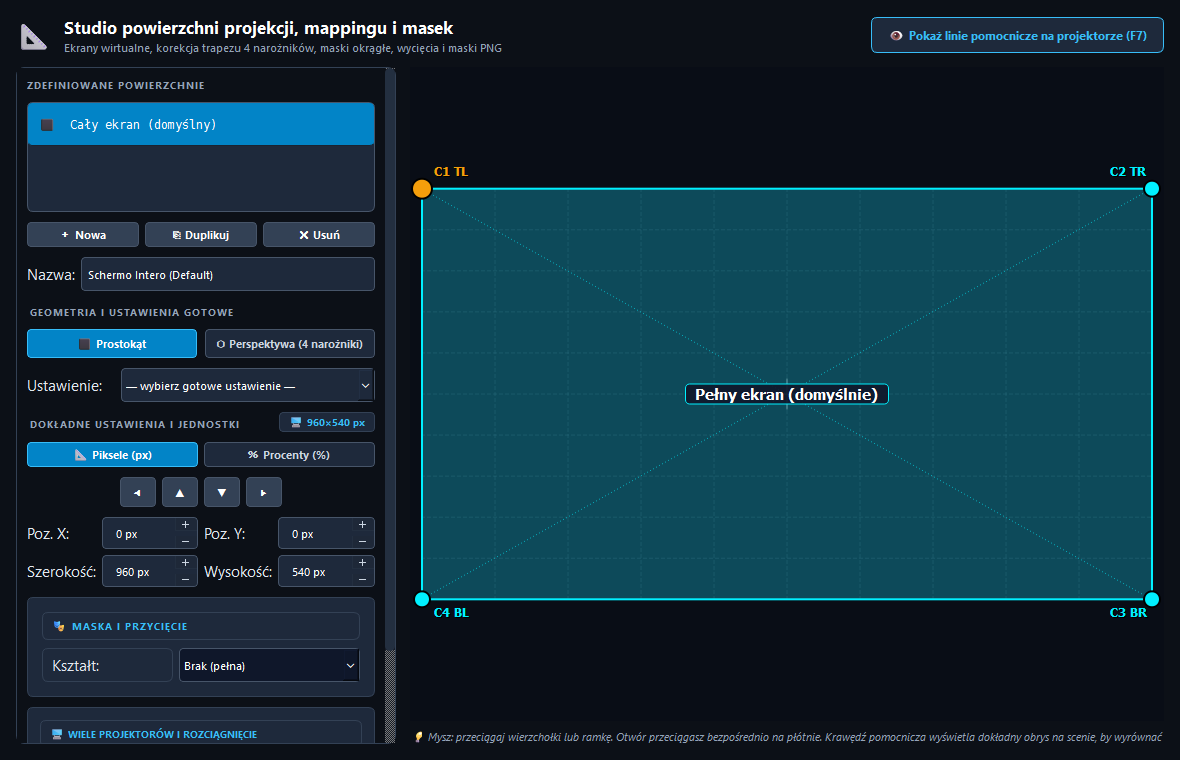 Studio powierzchni projekcji, mappingu i masek
Ekrany wirtualne, korekcja trapezu 4 narożników, maski okrągłe, wycięcia i maski PNG
Pokaż linie pomocnicze na projektorze (F7)
ZDEFINIOWANE POWIERZCHNIE
Cały ekran (domyślny)
+ Nowa
Duplikuj
Usuń
Nazwa: Schermo Intero (Default)
GEOMETRIA I USTAWIENIA GOTOWE
Prostokąt
Perspektywa (4 narożniki)
Ustawienie: — wybierz gotowe ustawienie —
DOKŁADNE USTAWIENIA I JEDNOSTKI
960×540 px
Piksele (px)
% Procenty (%)
Poz. X: 0 px
Poz. Y: 0 px
Szerokość: 960 px
Wysokość: 540 px
MASKA I PRZYCIĘCIE
Kształt: Brak (pełna)
WIELE PROJEKTORÓW I ROZCIĄGNIĘCIE
C1 TL
C2 TR
Pełny ekran (domyślnie)
C4 BL
C3 BR
Mysz: przeciągaj wierzchołki lub ramkę. Otwór przeciągasz bezpośrednio na płótnie. Krawędź pomocnicza wyświetla dokładny obrys na scenie, by wyrównać